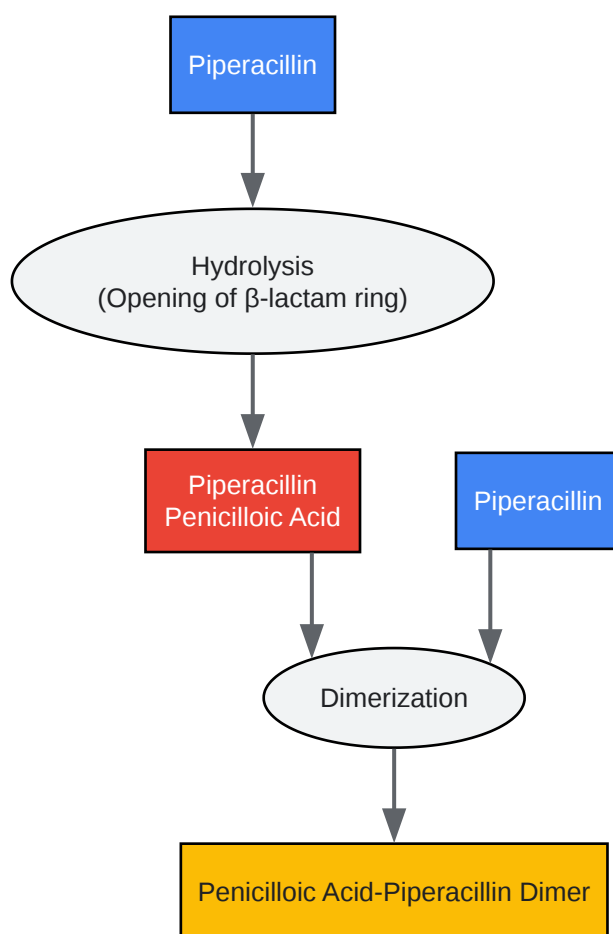 Piperacillin
Hydrolysis
(Opening of β-lactam ring)
Piperacillin
Penicilloic Acid
Piperacillin
Dimerization
Penicilloic Acid-Piperacillin Dimer